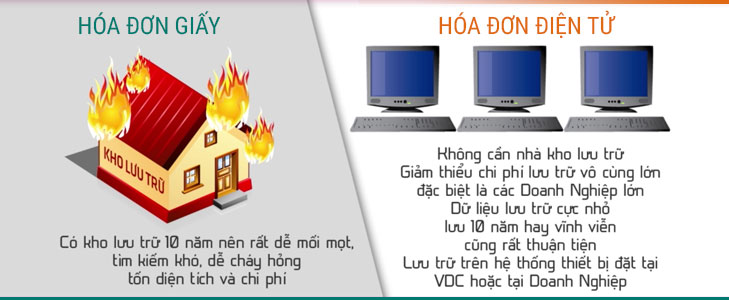 HÓA ĐƠN GIẤY
KHO LƯU TRỮ
Có kho lưu trữ 10 năm nên rất dễ mối mọt,
tìm kiếm khó, dễ cháy hỏng
tốn diện tích và chi phí
HÓA ĐƠN ĐIỆN TỬ
Không cần nhà kho lưu trữ
Giảm thiểu chi phí lưu trữ vô cùng lớn
đặc biệt là các Doanh Nghiệp lớn
Dữ liệu lưu trữ cực nhỏ
lưu 10 năm hay vĩnh viễn
cũng rất thuận tiện
Lưu trữ trên hệ thống thiết bị đặt tại
VDC hoặc tại Doanh Nghiệp